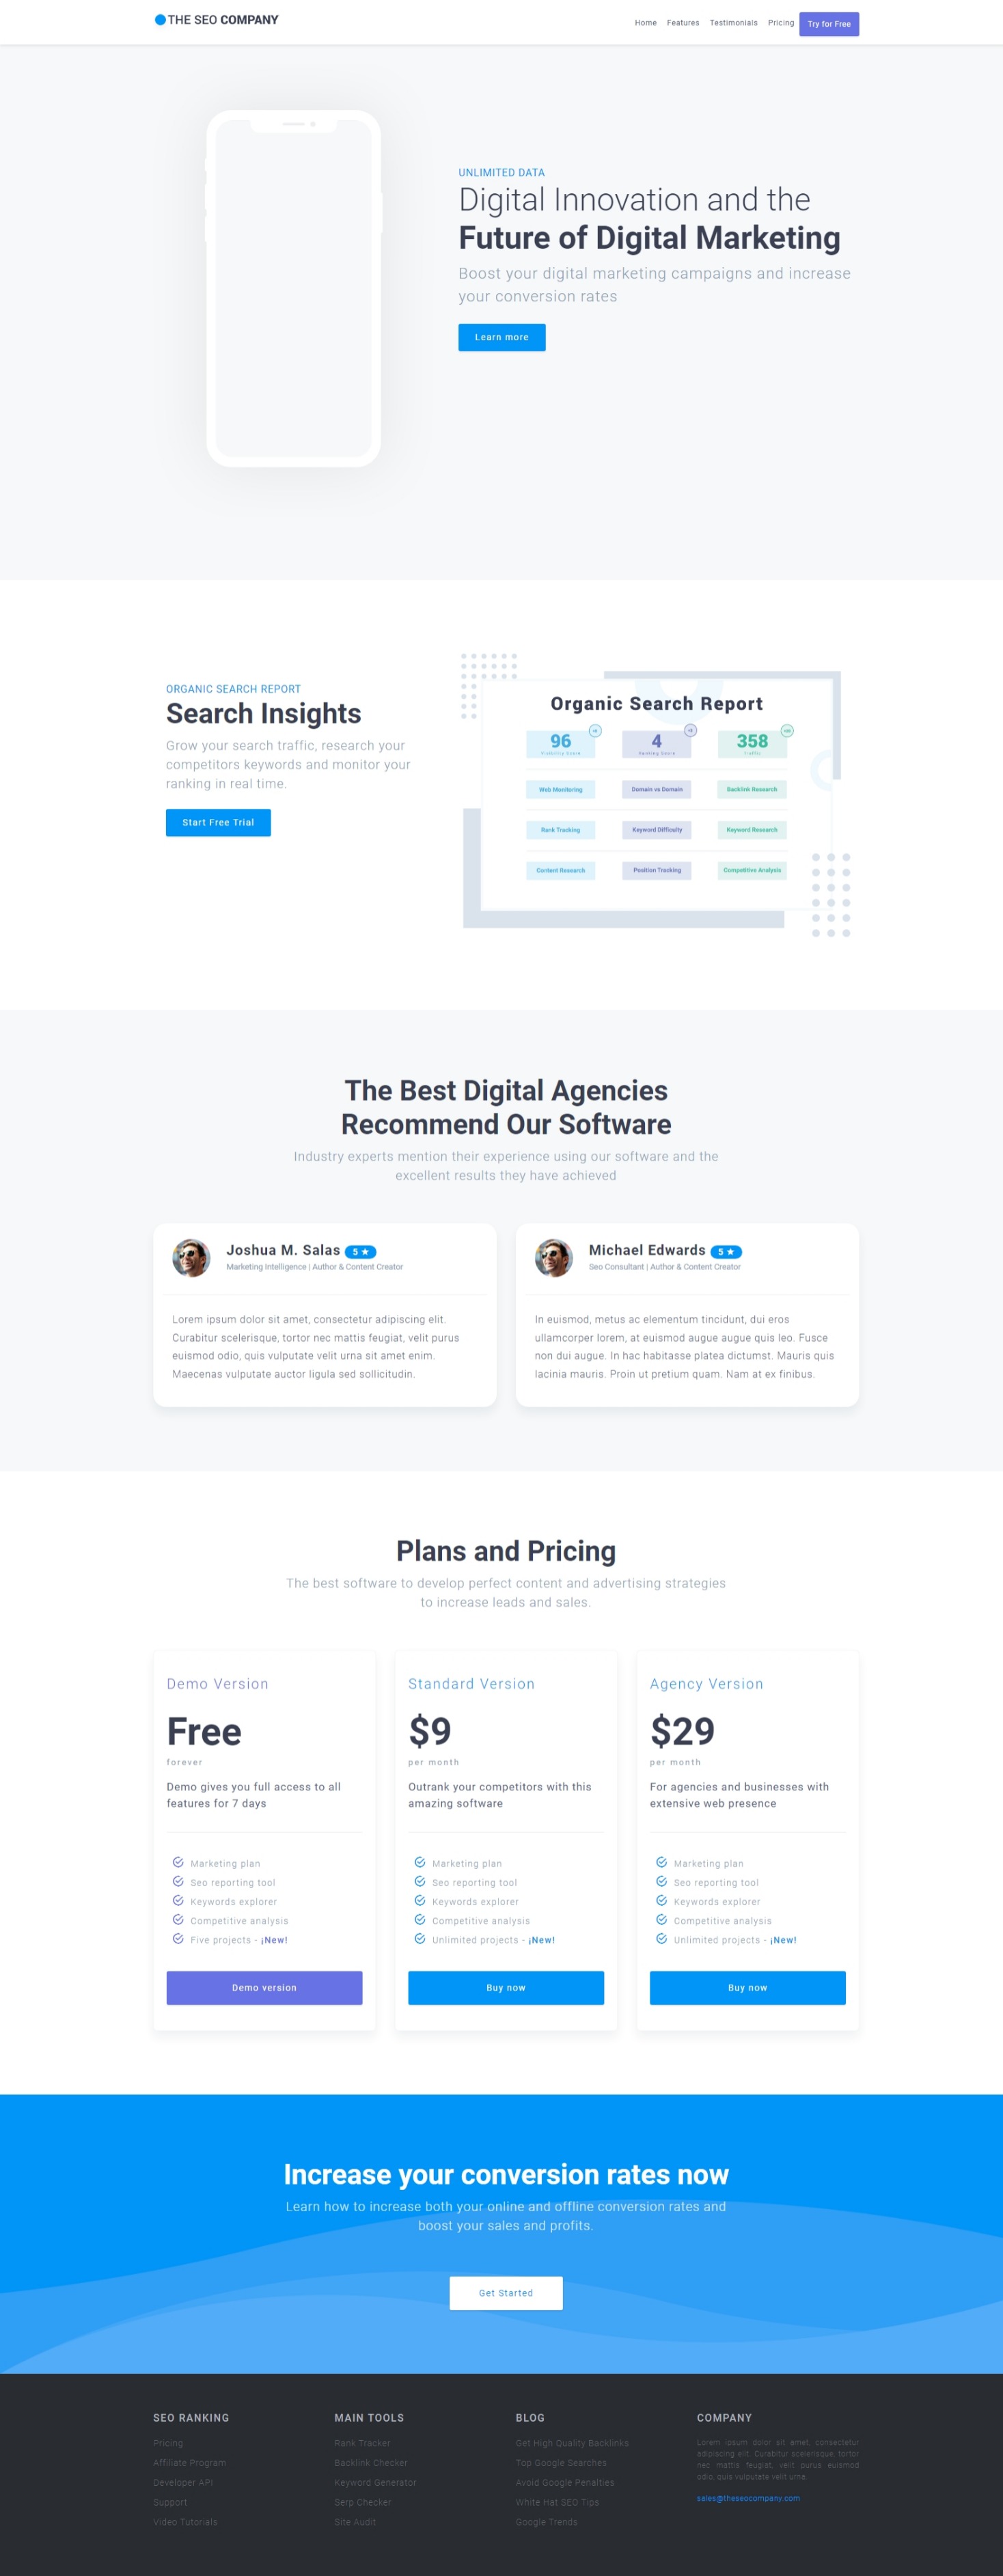 THE SEO COMPANY
Home Features Testimonials Pricing Try for Free
UNLIMITED DATA
Digital Innovation and the
Future of Digital Marketing
Boost your digital marketing campaigns and increase
your conversion rates
Learn more
ORGANIC SEARCH REPORT
Search Insights
Grow your search traffic, research your
competitors keywords and monitor your
ranking in real time.
Start Free Trial
Organic Search Report
96 4 358
Visibility Score Ranking Score Traffic
Web Monitoring Domain vs Domain Backlink Research
Rank Tracking Keyword Difficulty Keyword Research
Content Research Position Tracking Competitive Analysis
The Best Digital Agencies
Recommend Our Software
Industry experts mention their experience using our software and the
excellent results they have achieved
Joshua M. Salas 5 ★
Marketing Intelligence | Author & Content Creator
Lorem ipsum dolor sit amet, consectetur adipiscing elit.
Curabitur scelerisque, tortor nec mattis feugiat, velit purus
euismod odio, quis vulputate velit urna sit amet enim.
Maecenas vulputate auctor ligula sed sollicitudin.
Michael Edwards 5 ★
Seo Consultant | Author & Content Creator
In euismod, metus ac elementum tincidunt, dui eros
ullamcorper lorem, at euismod augue augue quis leo. Fusce
non dui augue. In hac habitasse platea dictumst. Mauris quis
lacinia mauris. Proin ut pretium quam. Nam at ex finibus.
Plans and Pricing
The best software to develop perfect content and advertising strategies
to increase leads and sales.
Demo Version
Free
forever
Demo gives you full access to all
features for 7 days
Marketing plan
Seo reporting tool
Keywords explorer
Competitive analysis
Five projects - ¡New!
Demo version
Standard Version
$9
per month
Outrank your competitors with this
amazing software
Marketing plan
Seo reporting tool
Keywords explorer
Competitive analysis
Unlimited projects - ¡New!
Buy now
Agency Version
$29
per month
For agencies and businesses with
extensive web presence
Marketing plan
Seo reporting tool
Keywords explorer
Competitive analysis
Unlimited projects - ¡New!
Buy now
Increase your conversion rates now
Learn how to increase both your online and offline conversion rates and
boost your sales and profits.
Get Started
SEO RANKING
Pricing
Affiliate Program
Developer API
Support
Video Tutorials
MAIN TOOLS
Rank Tracker
Backlink Checker
Keyword Generator
Serp Checker
Site Audit
BLOG
Get High Quality Backlinks
Top Google Searches
Avoid Google Penalties
White Hat SEO Tips
Google Trends
COMPANY
Lorem ipsum dolor sit amet, consectetur
adipiscing elit. Curabitur scelerisque, tortor
nec mattis feugiat, velit purus euismod
odio, quis vulputate velit urna.
sales@theseocompany.com